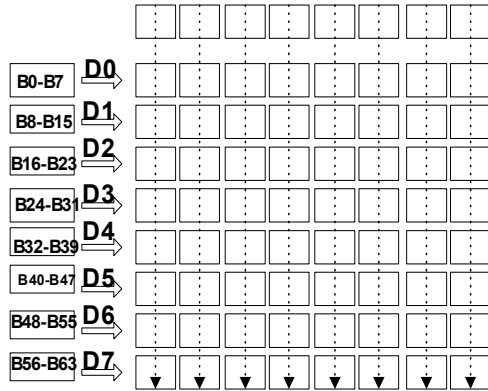 B0-B7 D0
B8-B15 D1
B16-B23 D2
B24-B31 D3
B32-B39 D4
B40-B47 D5
B48-B55 D6
B56-B63 D7